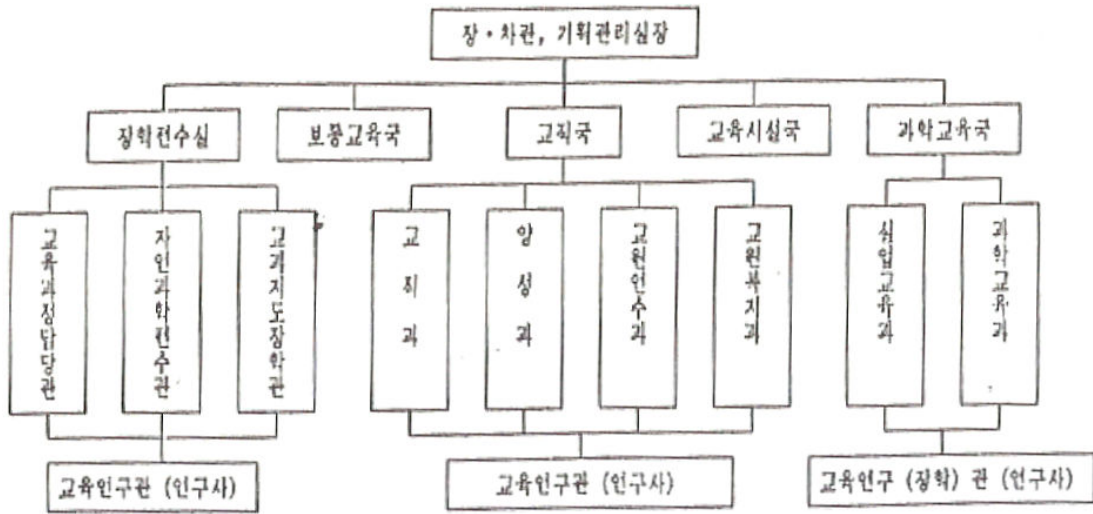 장・차관, 기획관리실장
장학편수실
보통교육국
교직국
교육시설국
과학교육국
교육과정담당관
자연과학편수관
교과지도장학관
교직과
양성과
교원연수과
교원복지과
실업교육과
과학교육과
교육연구관 (연구사)
교육연구관 (연구사)
교육연구 (장학) 관 (연구사)